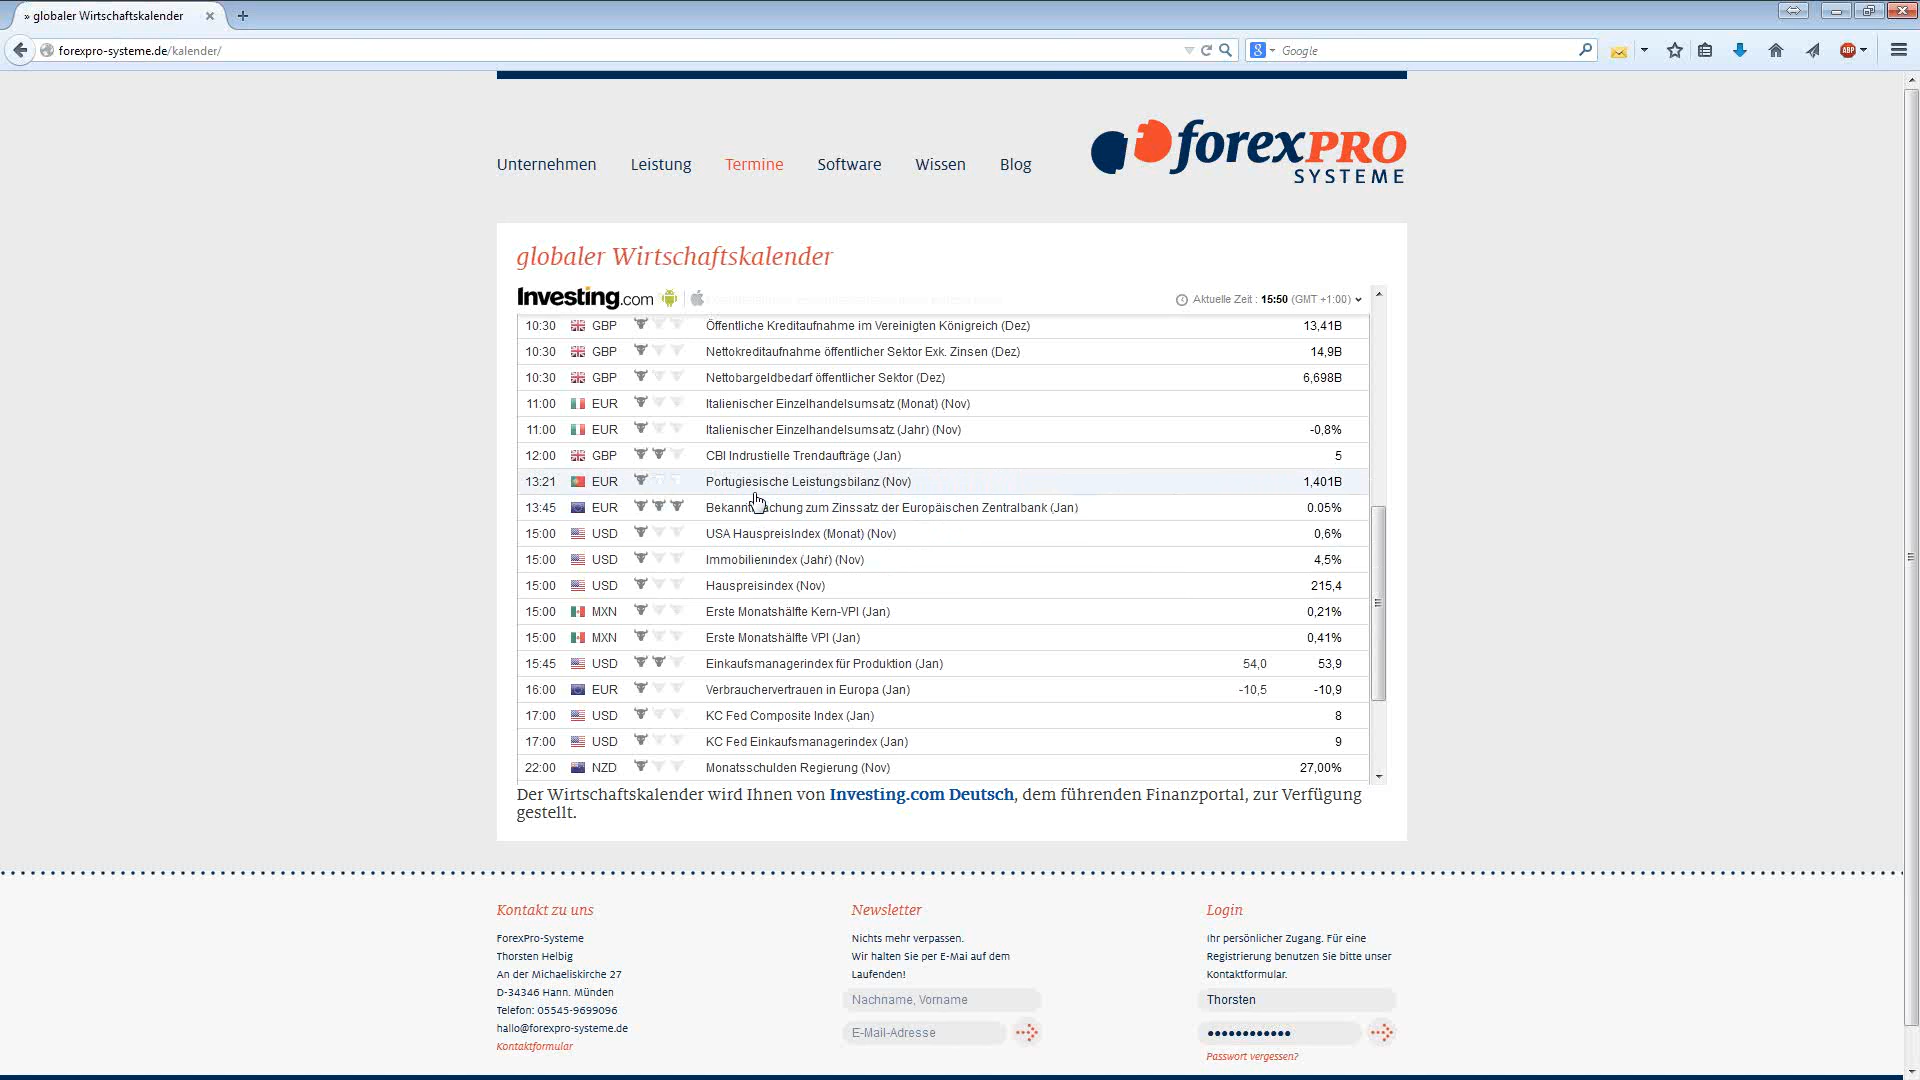 » globaler Wirtschaftskalender
forexpro-systeme.de/kalender/
Google
ABP
Unternehmen Leistung Termine Software Wissen Blog
forexPRO
SYSTEME
globaler Wirtschaftskalender
Investing.com Aktuelle Zeit : 15:50 (GMT +1:00)
10:30 GBP Öffentliche Kreditaufnahme im Vereinigten Königreich (Dez) 13,41B
10:30 GBP Nettokreditaufnahme öffentlicher Sektor Exk. Zinsen (Dez) 14,9B
10:30 GBP Nettobargeldbedarf öffentlicher Sektor (Dez) 6,698B
11:00 EUR Italienischer Einzelhandelsumsatz (Monat) (Nov)
11:00 EUR Italienischer Einzelhandelsumsatz (Jahr) (Nov) -0,8%
12:00 GBP CBI Indrustielle Trendaufträge (Jan) 5
13:21 EUR Portugiesische Leistungsbilanz (Nov) 1,401B
13:45 EUR Bekanntmachung zum Zinssatz der Europäischen Zentralbank (Jan) 0.05%
15:00 USD USA HauspreisIndex (Monat) (Nov) 0,6%
15:00 USD Immobilienındex (Jahŕ) (Nov) 4,5%
15:00 USD Hauspreisindex (Nov) 215,4
15:00 MXN Erste Monatshälfte Kern-VPI (Jan) 0,21%
15:00 MXN Erste Monatshälfte VPI (Jan) 0,41%
15:45 USD Einkaufsmanagerindex für Produktion (Jan) 54,0 53,9
16:00 EUR Verbrauchervertrauen in Europa (Jan) -10,5 -10,9
17:00 USD KC Fed Composite Index (Jan) 8
17:00 USD KC Fed Einkaufsmanagerindex (Jan) 9
22:00 NZD Monatsschulden Regierung (Nov) 27,00%
Der Wirtschaftskalender wird Ihnen von Investing.com Deutsch, dem führenden Finanzportal, zur Verfügung
gestellt.
Kontakt zu uns
ForexPro-Systeme
Thorsten Helbig
An der Michaeliskirche 27
D-34346 Hann. Münden
Telefon: 05545-9699096
hallo@forexpro-systeme.de
Kontaktformular
Newsletter
Nichts mehr verpassen.
Wir halten Sie per E-Mai auf dem
Laufenden!
Nachname, Vorname
E-Mail-Adresse
Login
Ihr persönlicher Zugang. Für eine
Registrierung benutzen Sie bitte unser
Kontaktformular.
Thorsten
Passwort vergessen?